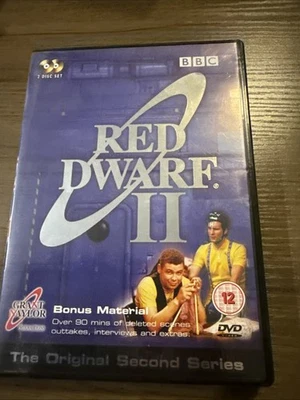 2 DISC SET
BBC
RED
DWARF
II
GRANT
NAYLOR
Bonus Material
Over 90 mins of deleted scenes
outtakes, interviews and extras.
12
DVD
VIDEO
The Original Second Series